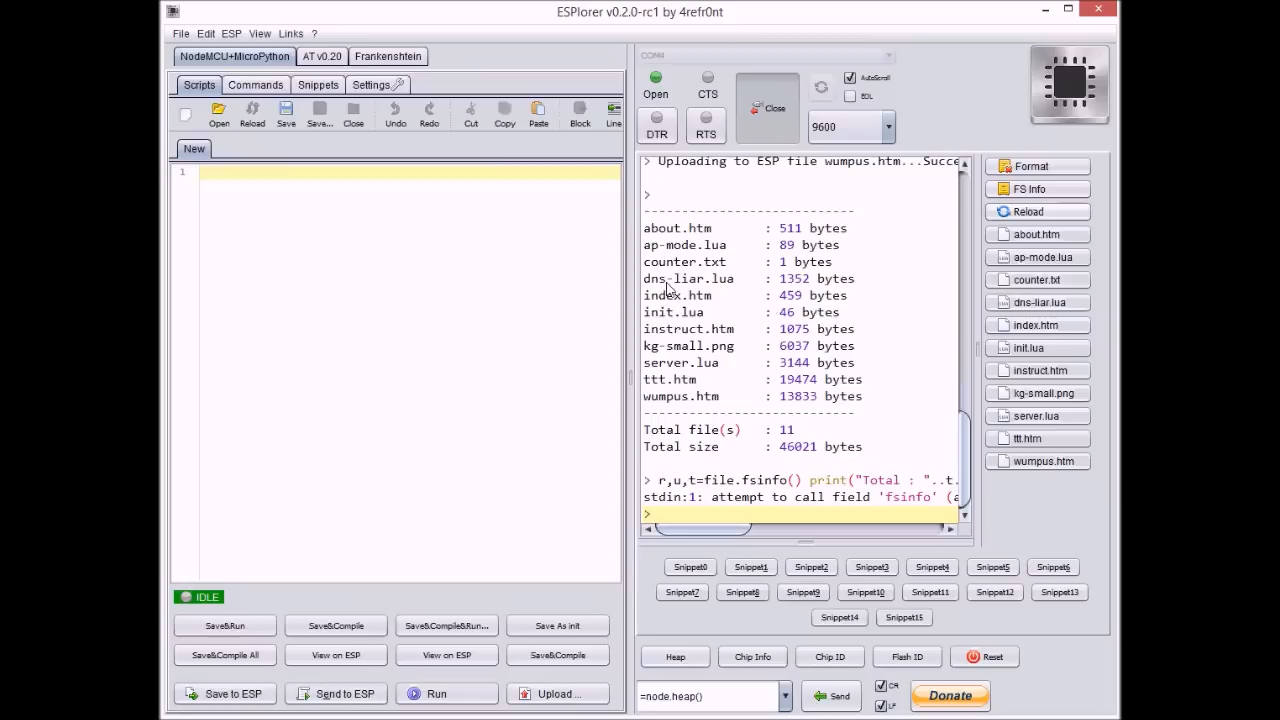 ESPlorer v0.2.0-rc1 by 4refr0nt
File Edit ESP View Links ?
NodeMCU+MicroPython AT v0.20 Frankenshtein
Scripts Commands Snippets Settings
Open Reload Save Save... Close Undo Redo Cut Copy Paste Block Line
New
1
IDLE
Save&Run Save&Compile Save&Compile&Run... Save As init
Save&Compile All View on ESP View on ESP Save&Compile
Save to ESP Send to ESP Run Upload ...
COM4
Open CTS Close AutoScroll
EOL
DTR RTS 9600
> Uploading to ESP file wumpus.htm...Succe
>
----------------------------
about.htm : 511 bytes
ap-mode.lua : 89 bytes
counter.txt : 1 bytes
dns-liar.lua : 1352 bytes
index.htm : 459 bytes
init.lua : 46 bytes
instruct.htm : 1075 bytes
kg-small.png : 6037 bytes
server.lua : 3144 bytes
ttt.htm : 19474 bytes
wumpus.htm : 13833 bytes
----------------------------
Total file(s) : 11
Total size : 46021 bytes
> r,u,t=file.fsinfo() print("Total : "..t.
stdin:1: attempt to call field 'fsinfo' (a
>
Format
FS Info
Reload
about.htm
ap-mode.lua
counter.txt
dns-liar.lua
index.htm
init.lua
instruct.htm
kg-small.png
server.lua
ttt.htm
wumpus.htm
Snippet0 Snippet1 Snippet2 Snippet3 Snippet4 Snippet5 Snippet6
Snippet7 Snippet8 Snippet9 Snippet10 Snippet11 Snippet12 Snippet13
Snippet14 Snippet15
Heap Chip Info Chip ID Flash ID Reset
=node.heap() Send CR Donate
LF